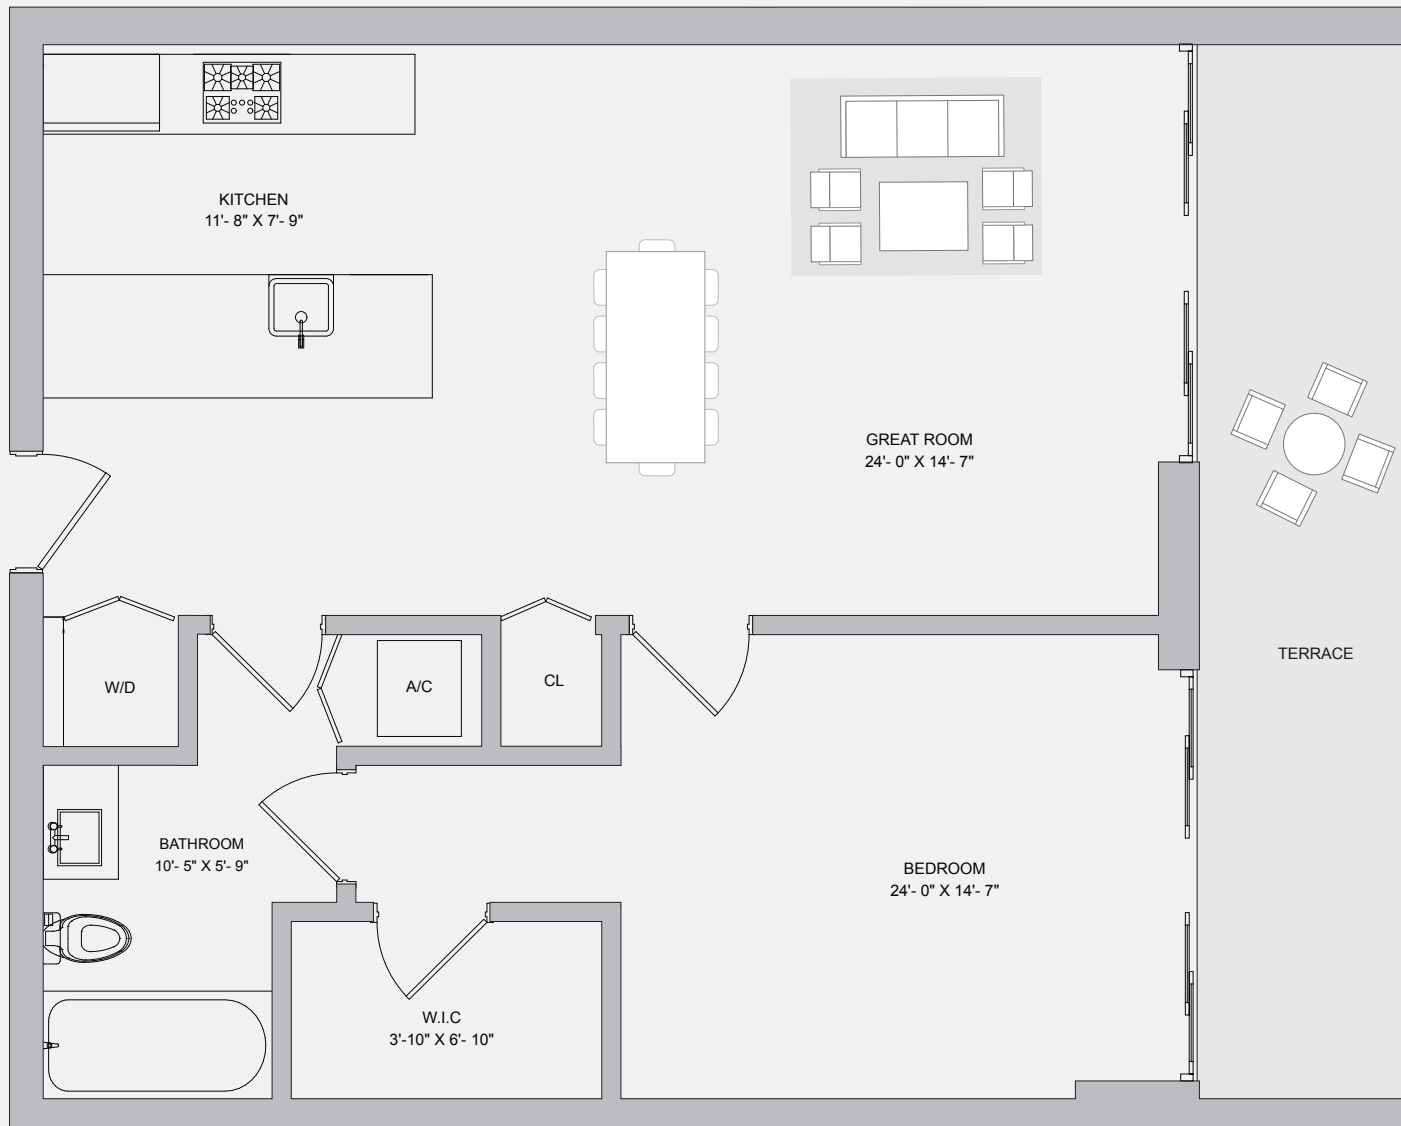 KITCHEN
11'- 8" X 7'- 9"
GREAT ROOM
24'- 0" X 14'- 7"
TERRACE
W/D
A/C
CL
BATHROOM
10'- 5" X 5'- 9"
BEDROOM
24'- 0" X 14'- 7"
W.I.C
3'-10" X 6'- 10"